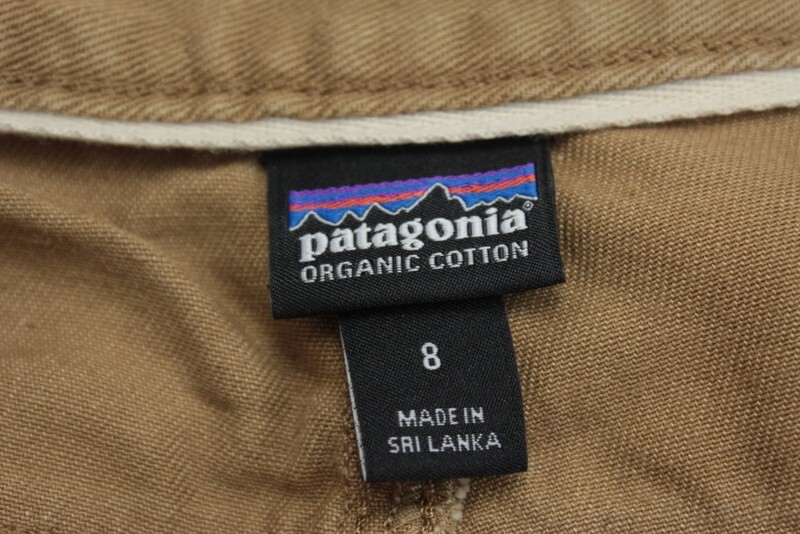 patagonia®
ORGANIC COTTON
8
MADE IN
SRI LANKA